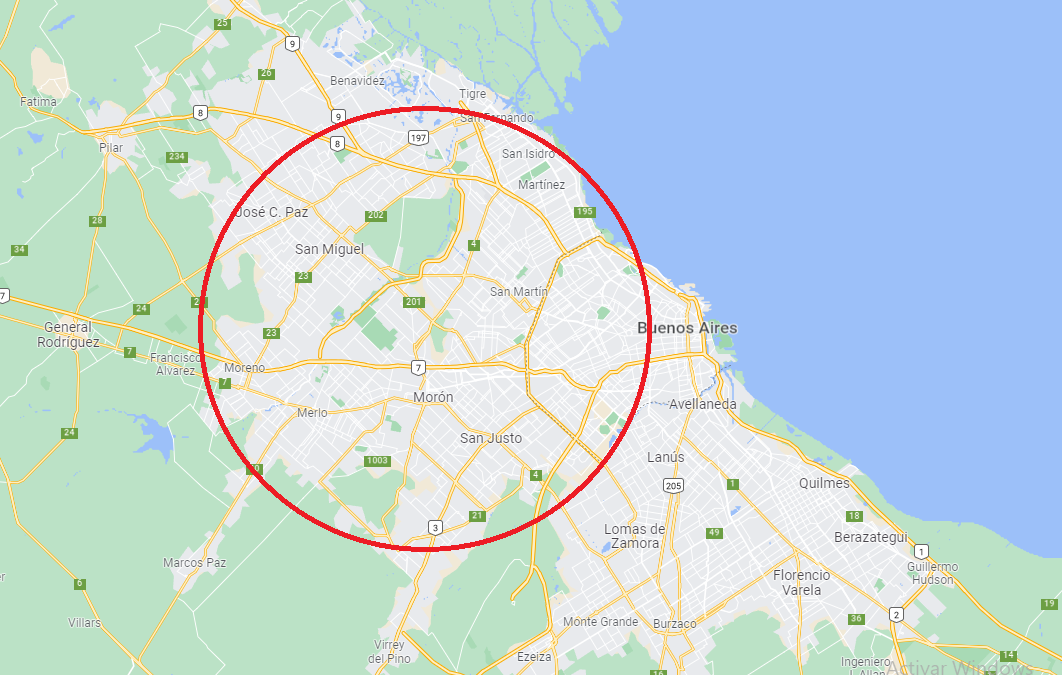 25
9
26
Benavidez
Tigre
Fatima
8
9
San Fernando
197
8
Pilar
234
San Isidro
Martínez
José C. Paz
202
195
28
34
San Miguel
4
23
San Martín
7
201
24
General
Rodríguez
23
Buenos Aires
7
Francisco
Alvarez
Moreno
7
7
Morón
Merlo
Avellaneda
24
San Justo
Lanús
1003
4
205
1
Quilmes
21
18
3
Lomas de
Zamora
49
Berazategui
1
Marcos Paz
Guillermo
Hudson
Florencio
Varela
6
19
Villars
2
36
Monte Grande
Burzaco
Virrey
del Pino
Ezeiza
14
Ingeniero
Activar Windows
16